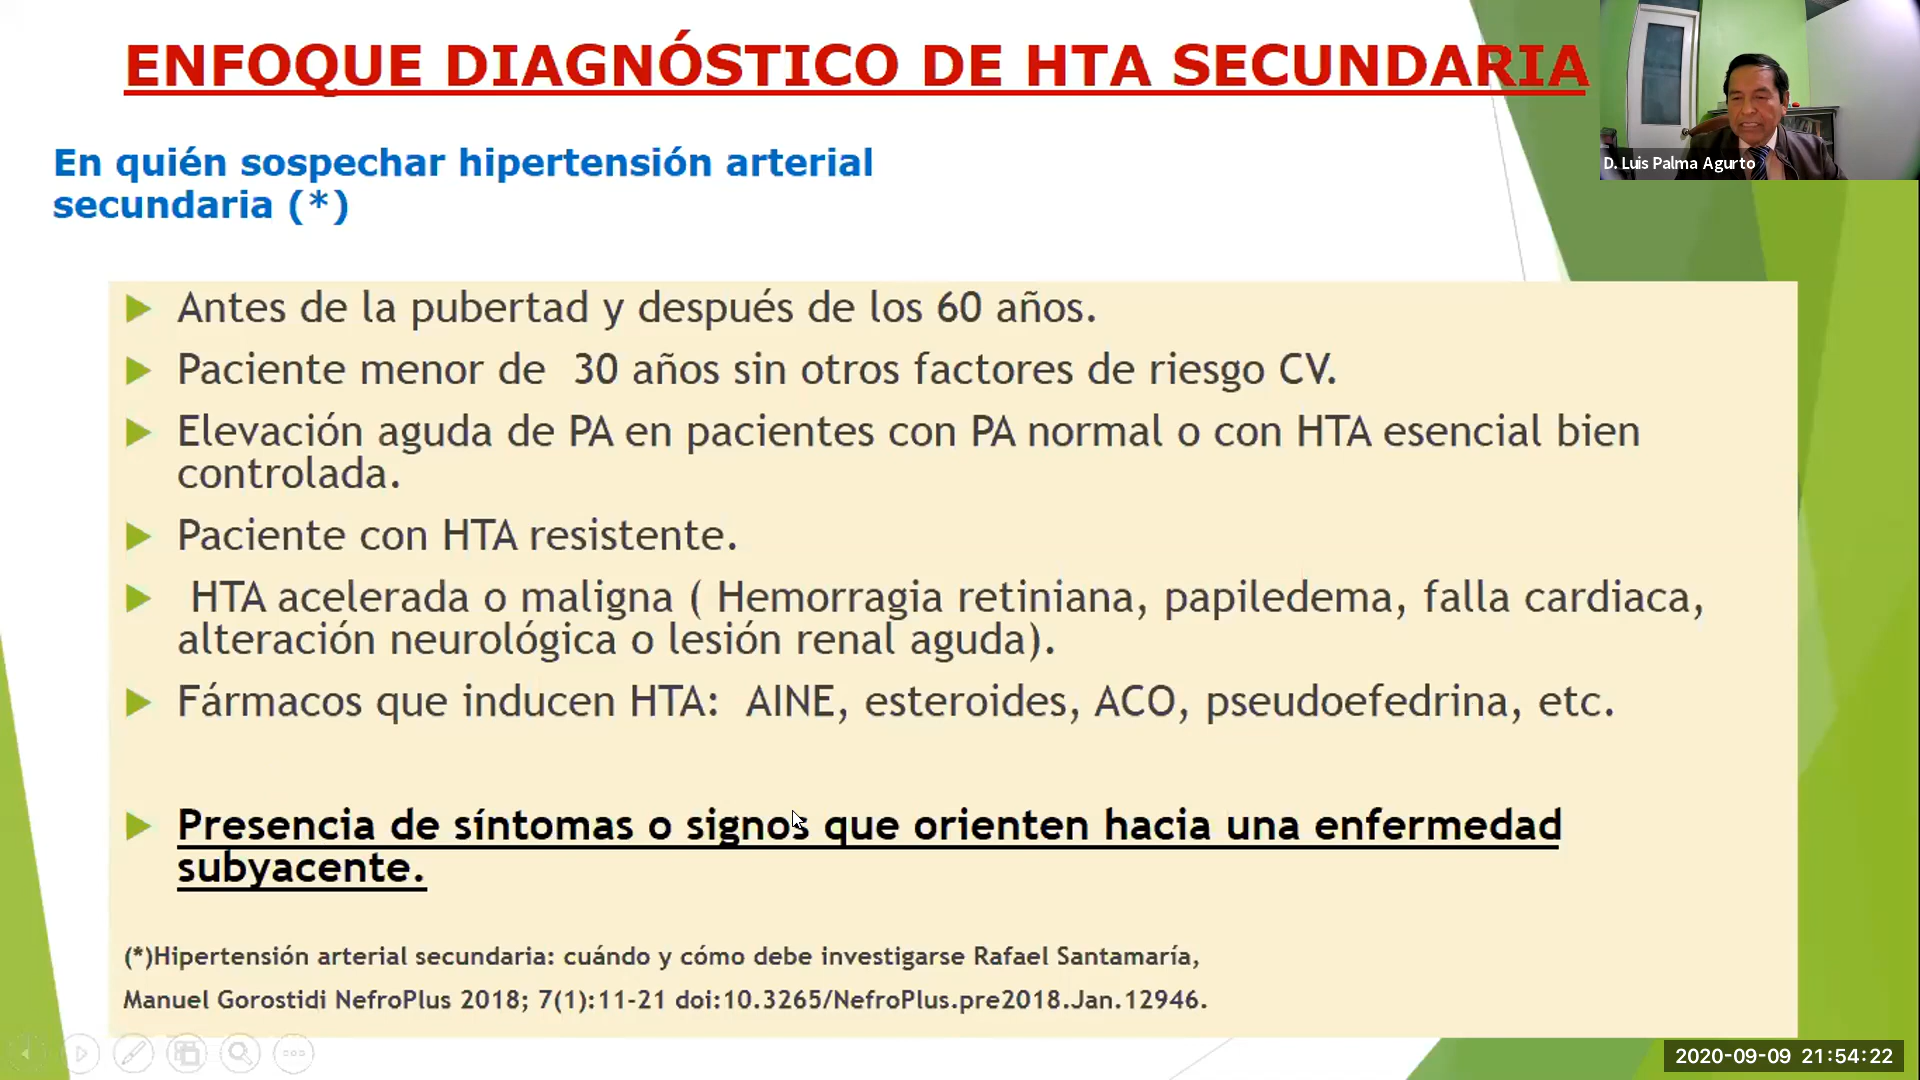 ENFOQUE DIAGNÓSTICO DE HTA SECUNDARIA
D. Luis Palma Agurto
En quién sospechar hipertensión arterial
secundaria (*)
Antes de la pubertad y después de los 60 años.
Paciente menor de 30 años sin otros factores de riesgo CV.
Elevación aguda de PA en pacientes con PA normal o con HTA esencial bien
controlada.
Paciente con HTA resistente.
HTA acelerada o maligna ( Hemorragia retiniana, papiledema, falla cardiaca,
alteración neurológica o lesión renal aguda).
Fármacos que inducen HTA: AINE, esteroides, ACO, pseudoefedrina, etc.
Presencia de síntomas o signos que orienten hacia una enfermedad
subyacente.
(*)Hipertensión arterial secundaria: cuándo y cómo debe investigarse Rafael Santamaría,
Manuel Gorostidi NefroPlus 2018; 7(1):11-21 doi:10.3265/NefroPlus.pre2018.Jan.12946.
2020-09-09 21:54:22